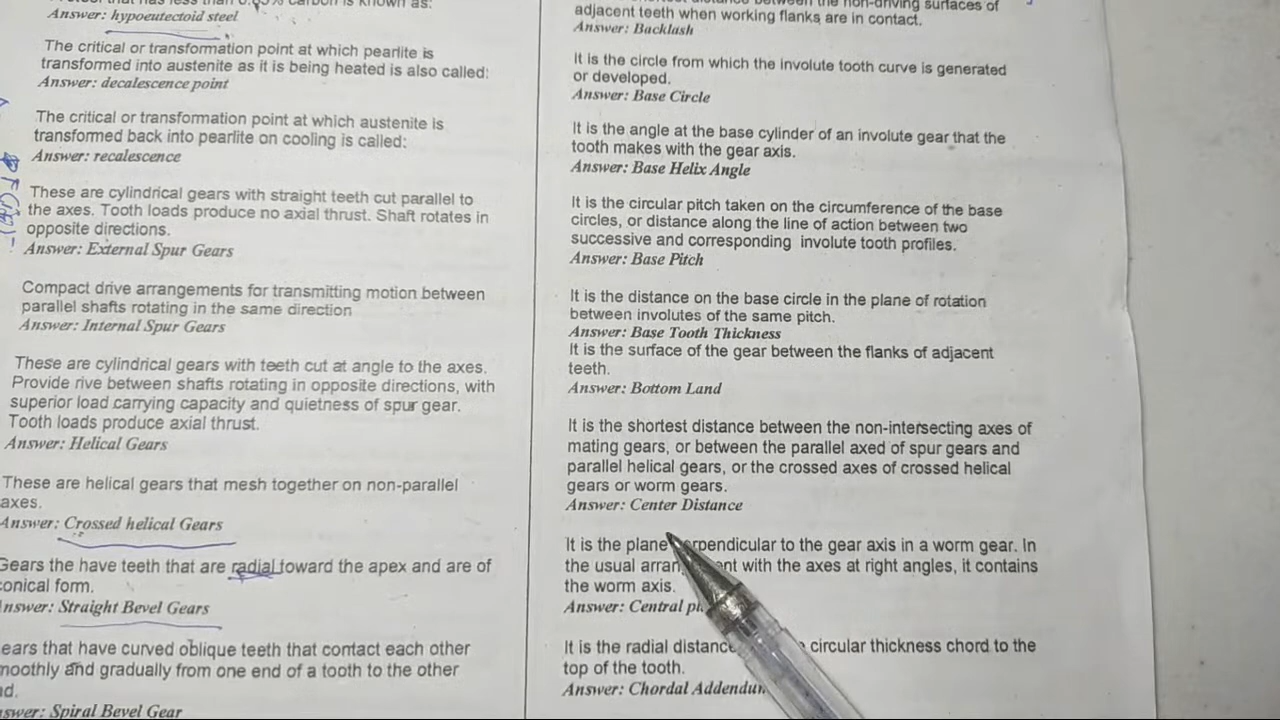 carbon is known as:
Answer: hypoeutectoid steel
The critical or transformation point at which pearlite is
transformed into austenite as it is being heated is also called:
Answer: decalescence point
The critical or transformation point at which austenite is
transformed back into pearlite on cooling is called:
Answer: recalescence
These are cylindrical gears with straight teeth cut parallel to
the axes. Tooth loads produce no axial thrust. Shaft rotates in
opposite directions.
Answer: External Spur Gears
Compact drive arrangements for transmitting motion between
parallel shafts rotating in the same direction
Answer: Internal Spur Gears
These are cylindrical gears with teeth cut at angle to the axes.
Provide rive between shafts rotating in opposite directions, with
superior load carrying capacity and quietness of spur gear.
Tooth loads produce axial thrust.
Answer: Helical Gears
These are helical gears that mesh together on non-parallel
axes.
Answer: Crossed helical Gears
Gears the have teeth that are radial toward the apex and are of
conical form.
Answer: Straight Bevel Gears
ears that have curved oblique teeth that contact each other
moothly and gradually from one end of a tooth to the other
nd.
swer: Spiral Bevel Gear
between the non-driving surfaces of
adjacent teeth when working flanks are in contact.
Answer: Backlash
It is the circle from which the involute tooth curve is generated
or developed.
Answer: Base Circle
It is the angle at the base cylinder of an involute gear that the
tooth makes with the gear axis.
Answer: Base Helix Angle
It is the circular pitch taken on the circumference of the base
circles, or distance along the line of action between two
successive and corresponding involute tooth profiles.
Answer: Base Pitch
It is the distance on the base circle in the plane of rotation
between involutes of the same pitch.
Answer: Base Tooth Thickness
It is the surface of the gear between the flanks of adjacent
teeth.
Answer: Bottom Land
It is the shortest distance between the non-intersecting axes of
mating gears, or between the parallel axed of spur gears and
parallel helical gears, or the crossed axes of crossed helical
gears or worm gears.
Answer: Center Distance
It is the plane perpendicular to the gear axis in a worm gear. In
the usual arrangement with the axes at right angles, it contains
the worm axis.
Answer: Central
It is the radial distance circular thickness chord to the
top of the tooth.
Answer: Chordal Addendum